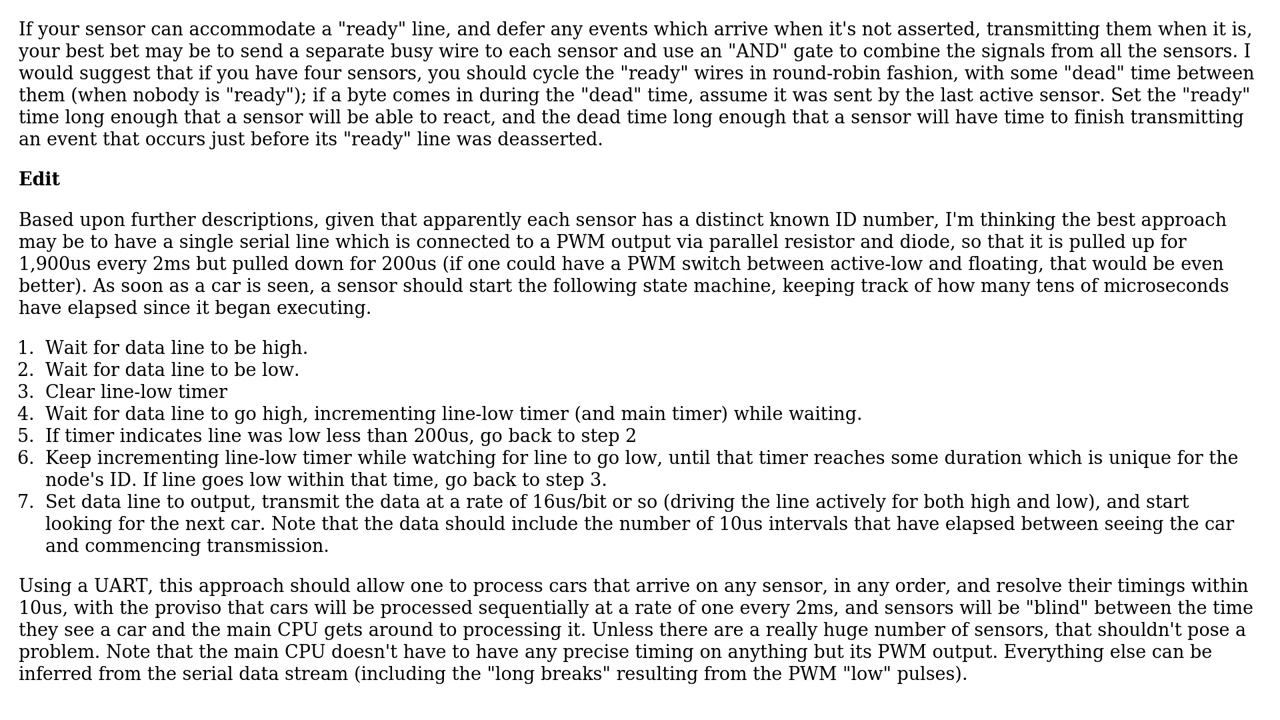 If your sensor can accommodate a "ready" line, and defer any events which arrive when it's not asserted, transmitting them when it is,
your best bet may be to send a separate busy wire to each sensor and use an "AND" gate to combine the signals from all the sensors. I
would suggest that if you have four sensors, you should cycle the "ready" wires in round-robin fashion, with some "dead" time between
them (when nobody is "ready"); if a byte comes in during the "dead" time, assume it was sent by the last active sensor. Set the "ready"
time long enough that a sensor will be able to react, and the dead time long enough that a sensor will have time to finish transmitting
an event that occurs just before its "ready" line was deasserted.
Edit
Based upon further descriptions, given that apparently each sensor has a distinct known ID number, I'm thinking the best approach
may be to have a single serial line which is connected to a PWM output via parallel resistor and diode, so that it is pulled up for
1,900us every 2ms but pulled down for 200us (if one could have a PWM switch between active-low and floating, that would be even
better). As soon as a car is seen, a sensor should start the following state machine, keeping track of how many tens of microseconds
have elapsed since it began executing.
1. Wait for data line to be high.
2. Wait for data line to be low.
3. Clear line-low timer
4. Wait for data line to go high, incrementing line-low timer (and main timer) while waiting.
5. If timer indicates line was low less than 200us, go back to step 2
6. Keep incrementing line-low timer while watching for line to go low, until that timer reaches some duration which is unique for the
node's ID. If line goes low within that time, go back to step 3.
7. Set data line to output, transmit the data at a rate of 16us/bit or so (driving the line actively for both high and low), and start
looking for the next car. Note that the data should include the number of 10us intervals that have elapsed between seeing the car
and commencing transmission.
Using a UART, this approach should allow one to process cars that arrive on any sensor, in any order, and resolve their timings within
10us, with the proviso that cars will be processed sequentially at a rate of one every 2ms, and sensors will be "blind" between the time
they see a car and the main CPU gets around to processing it. Unless there are a really huge number of sensors, that shouldn't pose a
problem. Note that the main CPU doesn't have to have any precise timing on anything but its PWM output. Everything else can be
inferred from the serial data stream (including the "long breaks" resulting from the PWM "low" pulses).